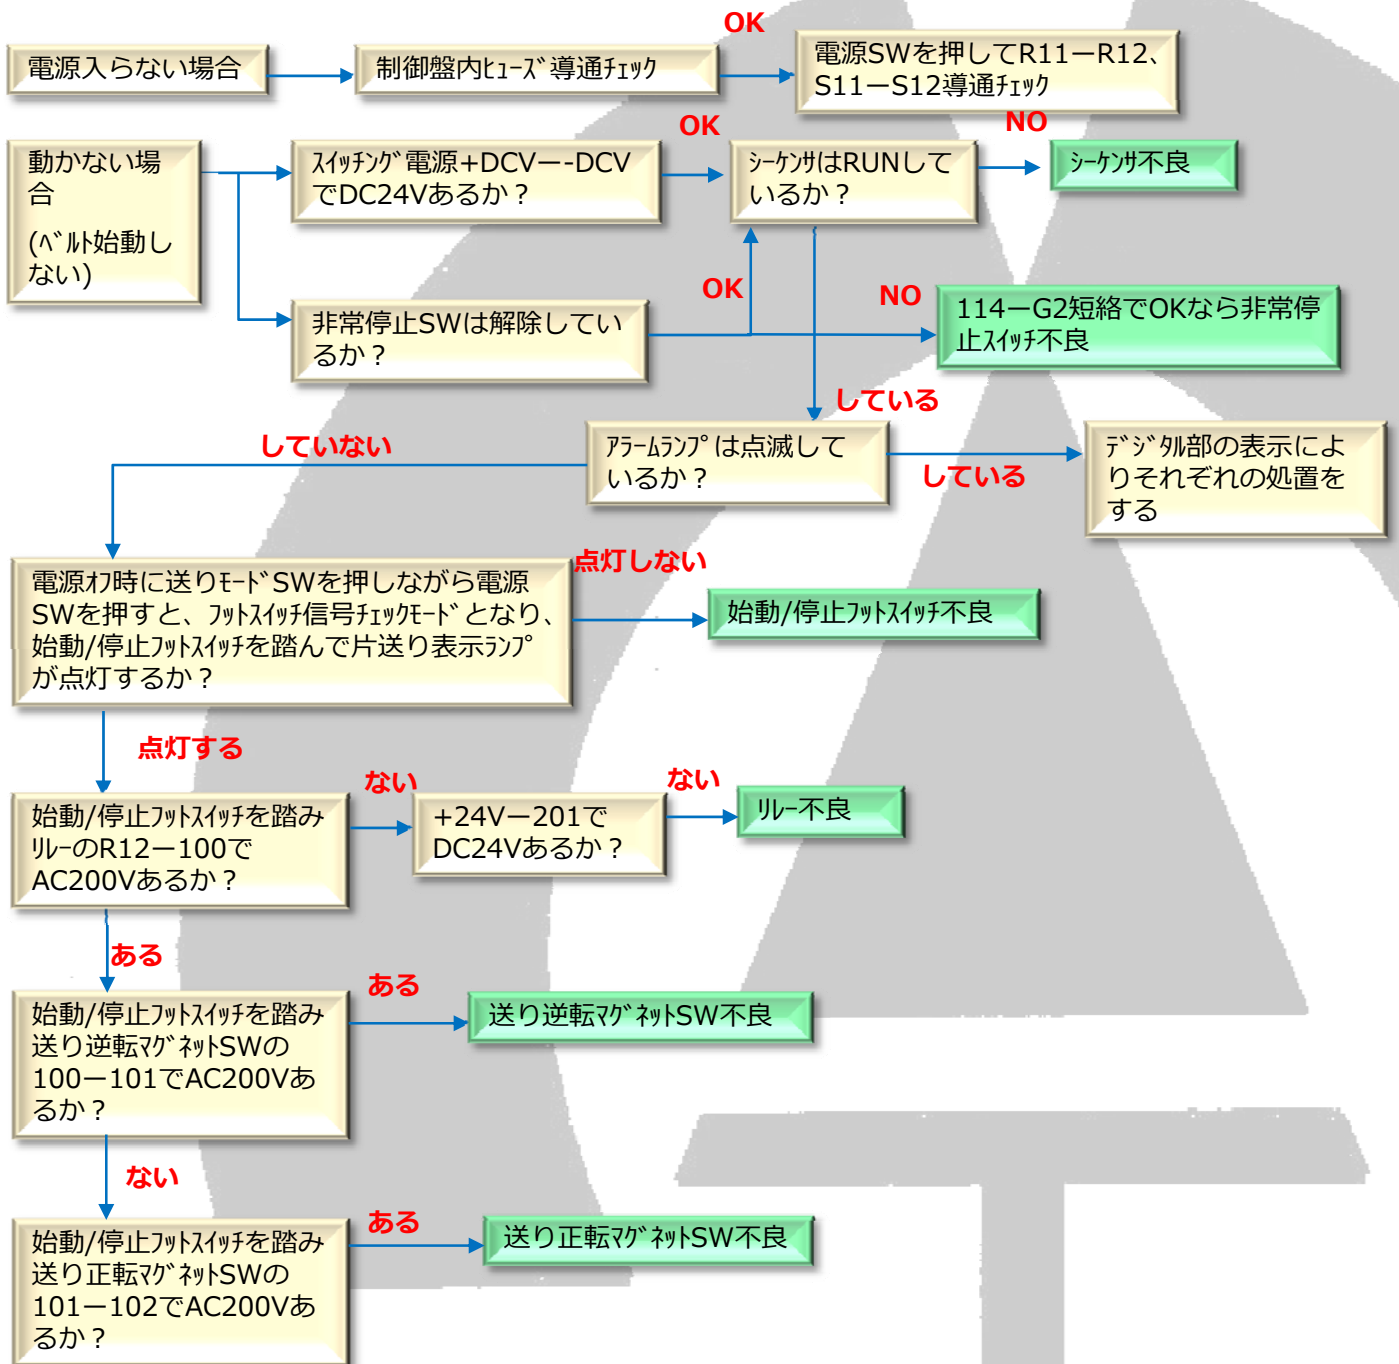 OK
電源入らない場合
制御盤内ﾋｭｰｽﾞ導通ﾁｪｯｸ
電源SWを押してR11ーR12、
S11ーS12導通ﾁｪｯｸ
動かない場
合
(ﾍﾞﾙﾄ始動し
ない)
ｽｲｯﾁﾝｸﾞ電源+DCVー-DCV
でDC24Vあるか？
OK
ｼｰｹﾝｻはRUNして
いるか？
NO
ｼｰｹﾝｻ不良
非常停止SWは解除してい
るか？
OK
NO
114ーG2短絡でOKなら非常停
止ｽｲｯﾁ不良
している
していない
ｱﾗｰﾑﾗﾝﾌﾟは点滅して
いるか？
している
ﾃﾞｼﾞﾀﾙ部の表示によ
りそれぞれの処置を
する
電源ｵﾌ時に送りﾓｰﾄﾞSWを押しながら電源
SWを押すと、ﾌｯﾄｽｲｯﾁ信号ﾁｪｯｸﾓｰﾄﾞとなり、
始動/停止ﾌｯﾄｽｲｯﾁを踏んで片送り表示ﾗﾝﾌﾟ
が点灯するか？
点灯しない
始動/停止ﾌｯﾄｽｲｯﾁ不良
点灯する
始動/停止ﾌｯﾄｽｲｯﾁを踏み
ﾘﾚｰのR12ー100で
AC200Vあるか？
ない
+24Vー201で
DC24Vあるか？
ない
ﾘﾚｰ不良
ある
始動/停止ﾌｯﾄｽｲｯﾁを踏み
送り逆転ﾏｸﾞﾈｯﾄSWの
100ー101でAC200Vあ
るか？
ある
送り逆転ﾏｸﾞﾈｯﾄSW不良
ない
始動/停止ﾌｯﾄｽｲｯﾁを踏み
送り正転ﾏｸﾞﾈｯﾄSWの
101ー102でAC200Vあ
るか？
ある
送り正転ﾏｸﾞﾈｯﾄSW不良